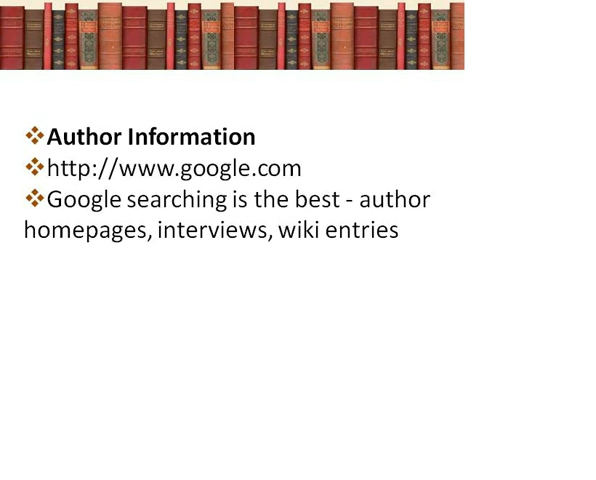 ❖Author Information
❖http://www.google.com
❖Google searching is the best - author
homepages, interviews, wiki entries